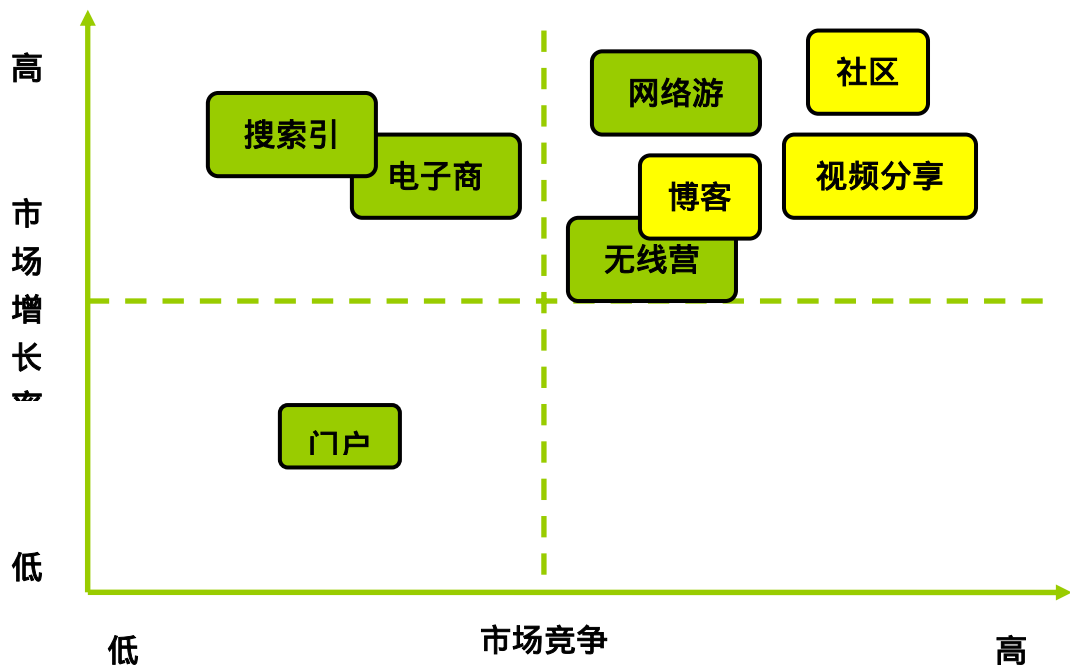 高
社区
网络游
搜索引
电子商
视频分享
博客
市
场
增
长
无线营
门户
低
市场竞争
低
高